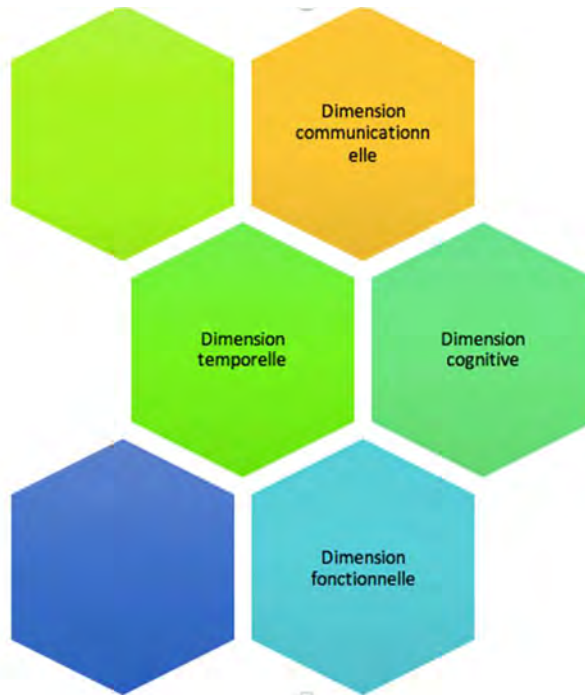 Dimension
communicationn
elle
Dimension
temporelle
Dimension
cognitive
Dimension
fonctionnelle